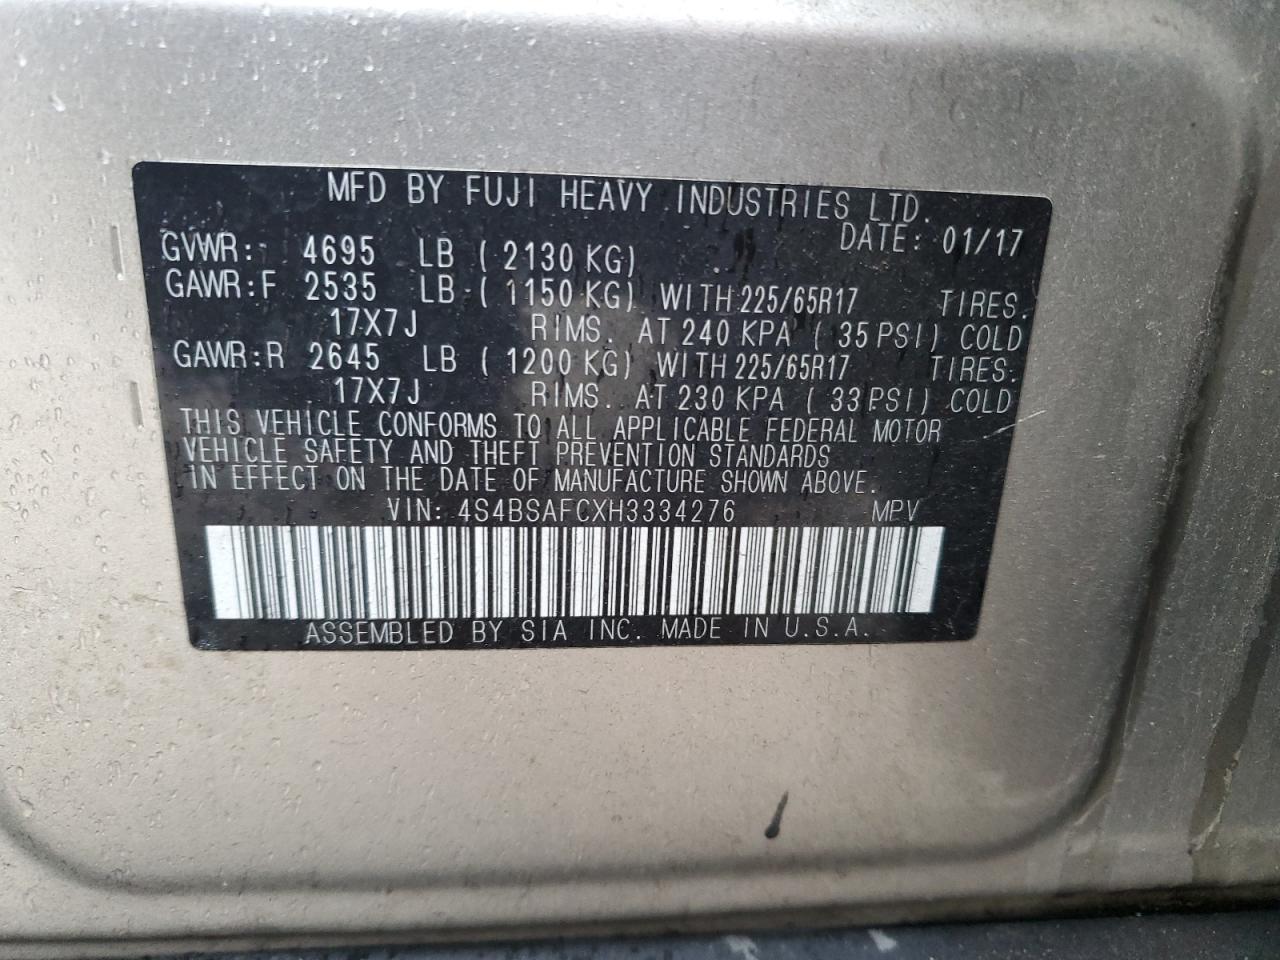 MFD BY FUJI HEAVY INDUSTRIES LTD.
DATE: 01/17
GVWR: 4695 LB ( 2130 KG)
GAWR:F 2535 LB ( 1150 KG) WITH 225/65R17 TIRES.
17X7J RIMS. AT 240 KPA ( 35 PSI) COLD
GAWR:R 2645 LB ( 1200 KG) WITH 225/65R17 TIRES.
17X7J RIMS. AT 230 KPA ( 33 PSI) COLD
THIS VEHICLE CONFORMS TO ALL APPLICABLE FEDERAL MOTOR
VEHICLE SAFETY AND THEFT PREVENTION STANDARDS
IN EFFECT ON THE DATE OF MANUFACTURE SHOWN ABOVE.
VIN: 4S4BSAFCXH3334276 MPV
ASSEMBLED BY SIA INC. MADE IN U.S.A.